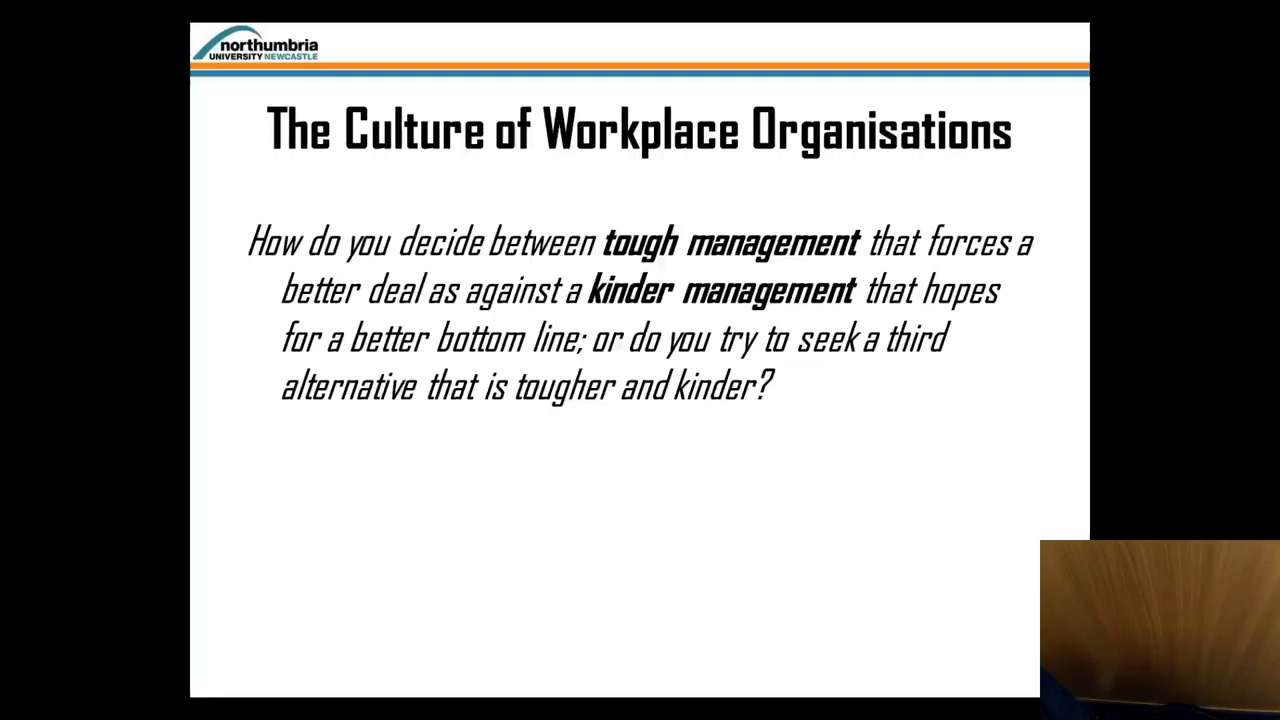 northumbria
UNIVERSITY NEWCASTLE
The Culture of Workplace Organisations
How do you decide between tough management that forces a
better deal as against a kinder management that hopes
for a better bottom line; or do you try to seek a third
alternative that is tougher and kinder?